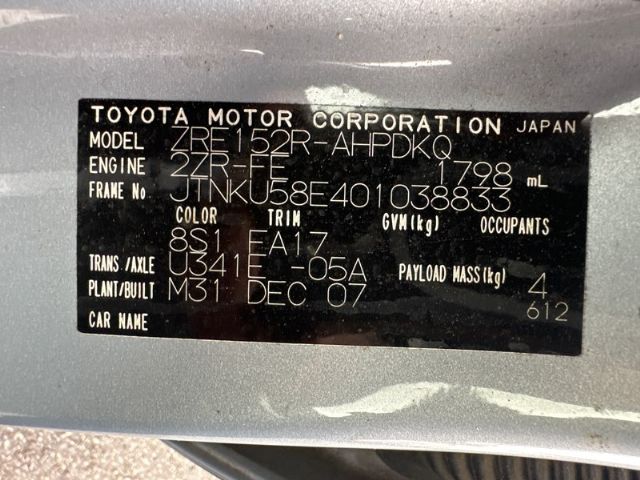 TOYOTA MOTOR CORPORATION JAPAN
MODEL ZRE152R-AHPDKQ
ENGINE 2ZR-FE 1798 mL
FRAME No JTNKU58E401038833
COLOR TRIM GVM(kg) OCCUPANTS
8S1 FA17
TRANS/AXLE U341E -05A PAYLOAD MASS(kg) 4
PLANT/BUILT M31 DEC 07
612
CAR NAME